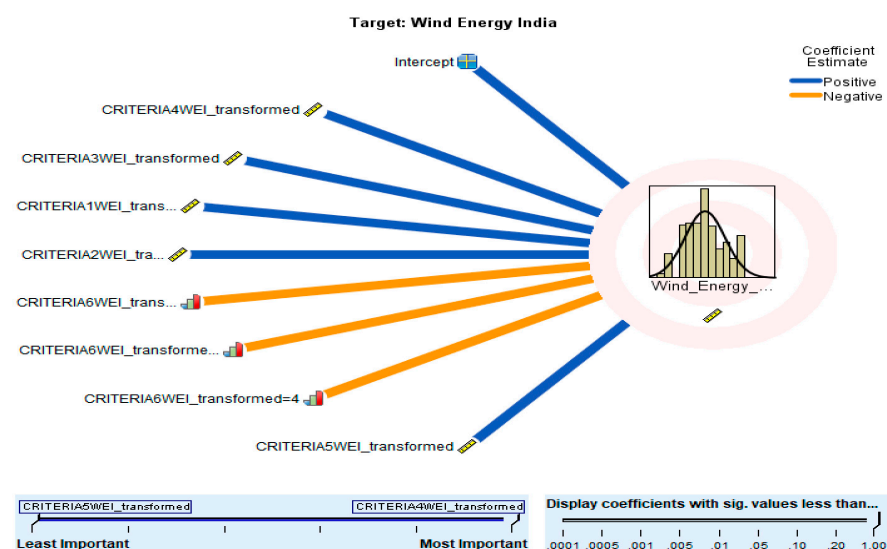 Target: Wind Energy India
Coefficient
Estimate
Positive
Negative
Intercept
CRITERIA4WEI_transformed
CRITERIA3WEI_transformed
CRITERIA1WEI_trans...
CRITERIA2WEI_tra...
CRITERIA6WEI_trans...
CRITERIA6WEI_transforme...
CRITERIA6WEI_transformed=4
CRITERIA5WEI_transformed
Wind_Energy_...
CRITERIA5WEI_transformed CRITERIA4WEI_transformed
Least Important Most Important
Display coefficients with sig. values less than...
.0001 .0005 .001 .005 .01 .05 .10 .20 1.00